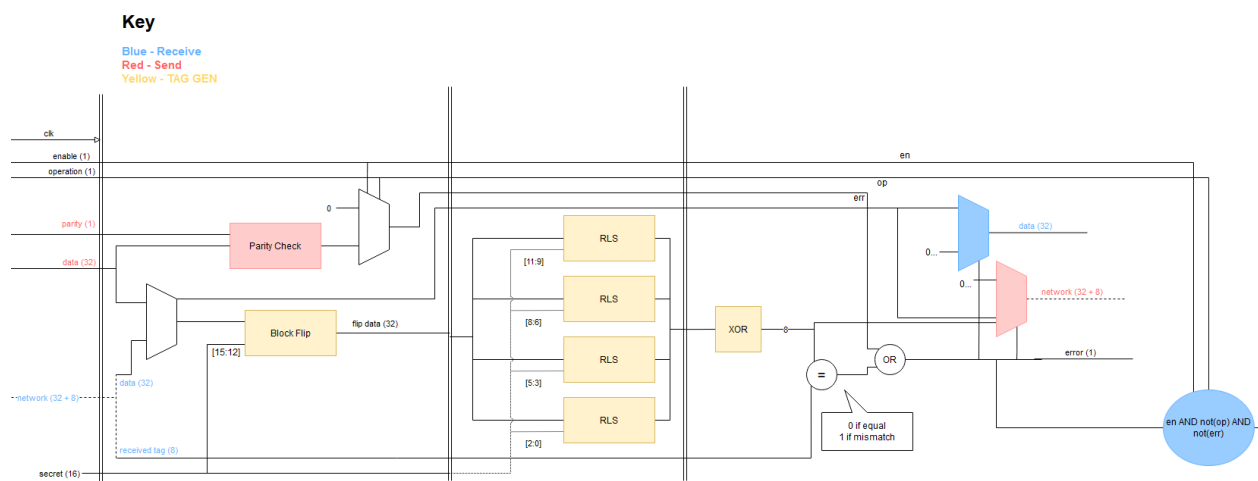 Key
Blue - Receive
Red - Send
Yellow - TAG GEN
clk
enable (1)
en
operation (1)
op
err
0
parity (1)
Parity Check
data (32)
RLS
[11:9]
data (32)
0...
0...
network (32 + 8)
RLS
[8:6]
Block Flip
flip data (32)
[15:12]
XOR
8
OR
error (1)
RLS
[5:3]
=
data (32)
network (32 + 8)
0 if equal
1 if mismatch
RLS
[2:0]
en AND not(op) AND
not(err)
received tag (8)
secret (16)